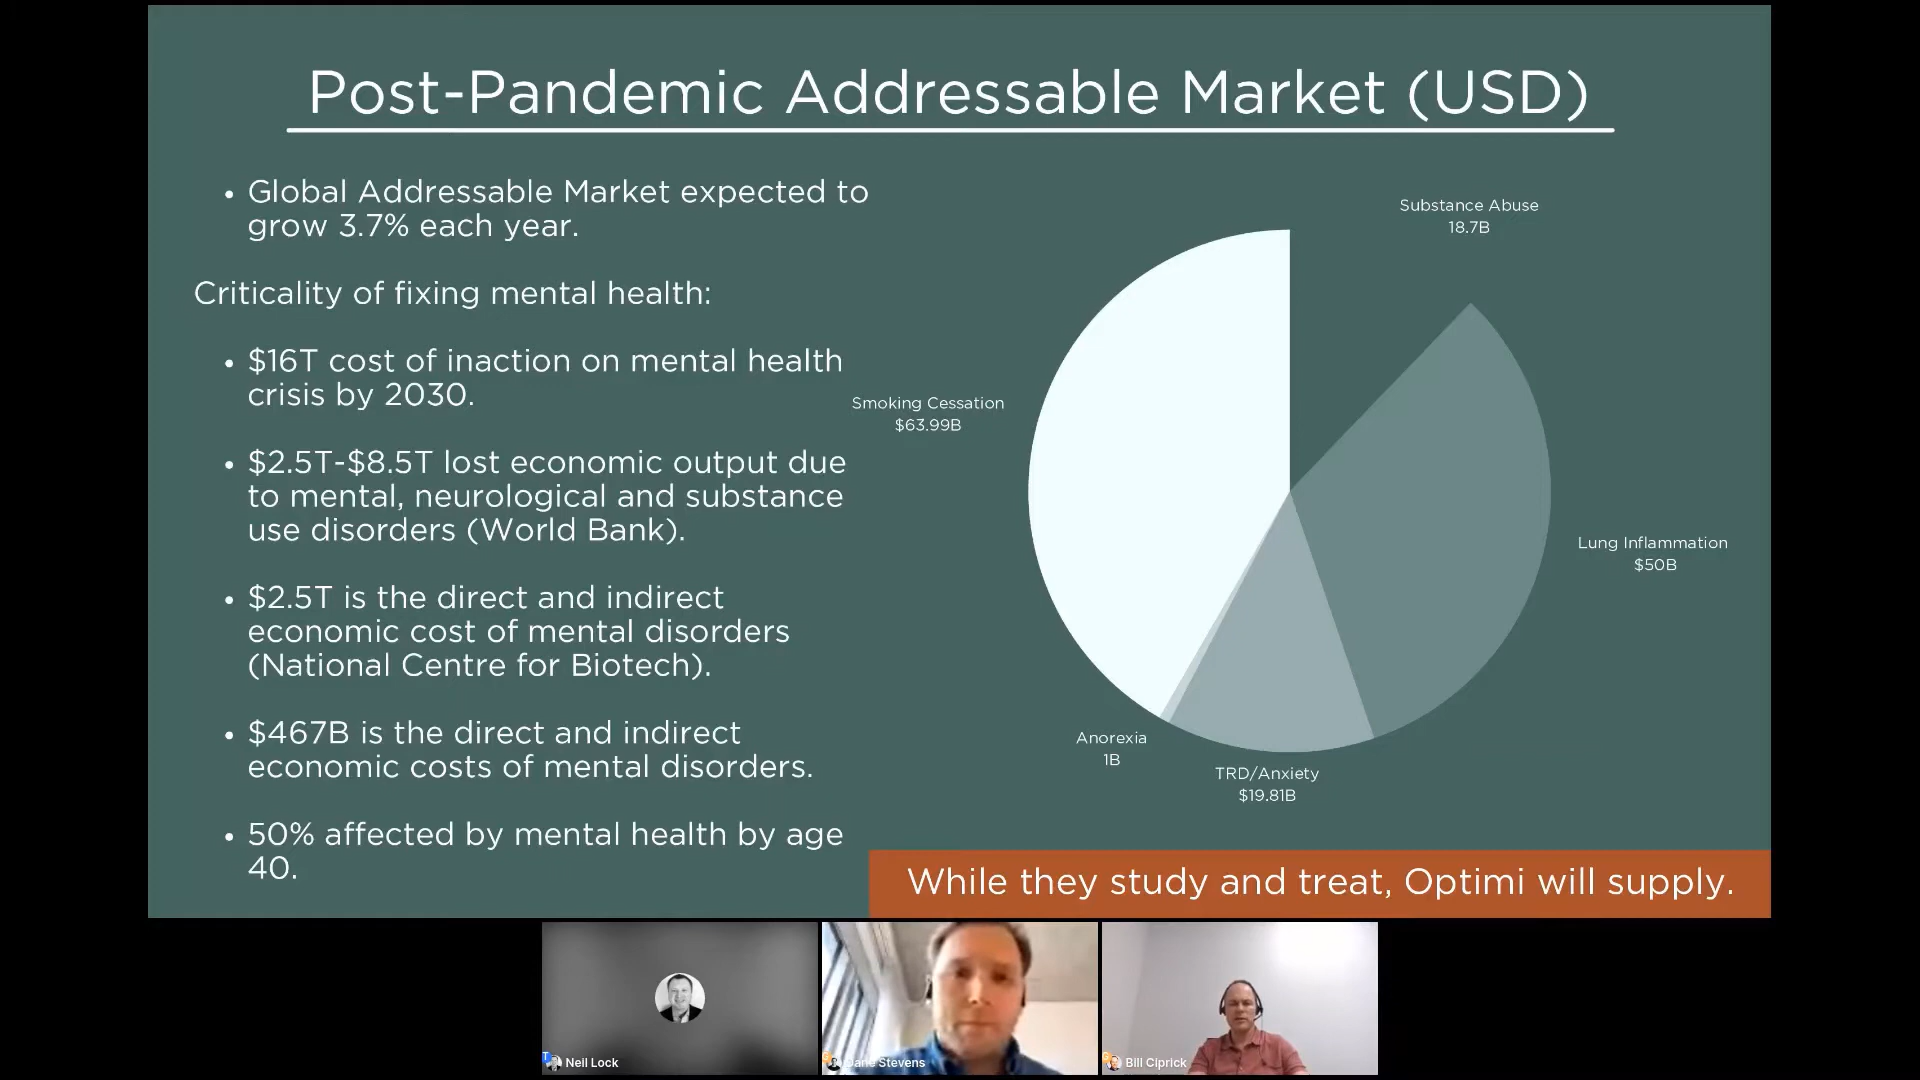 Post-Pandemic Addressable Market (USD)
• Global Addressable Market expected to
grow 3.7% each year.
Criticality of fixing mental health:
• $16T cost of inaction on mental health
crisis by 2030.
• $2.5T-$8.5T lost economic output due
to mental, neurological and substance
use disorders (World Bank).
• $2.5T is the direct and indirect
economic cost of mental disorders
(National Centre for Biotech).
• $467B is the direct and indirect
economic costs of mental disorders.
• 50% affected by mental health by age
40.
Substance Abuse
18.7B
Smoking Cessation
$63.99B
Lung Inflammation
$50B
Anorexia
1B
TRD/Anxiety
$19.81B
While they study and treat, Optimi will supply.
Neil Lock
Dane Stevens
Bill Ciprick